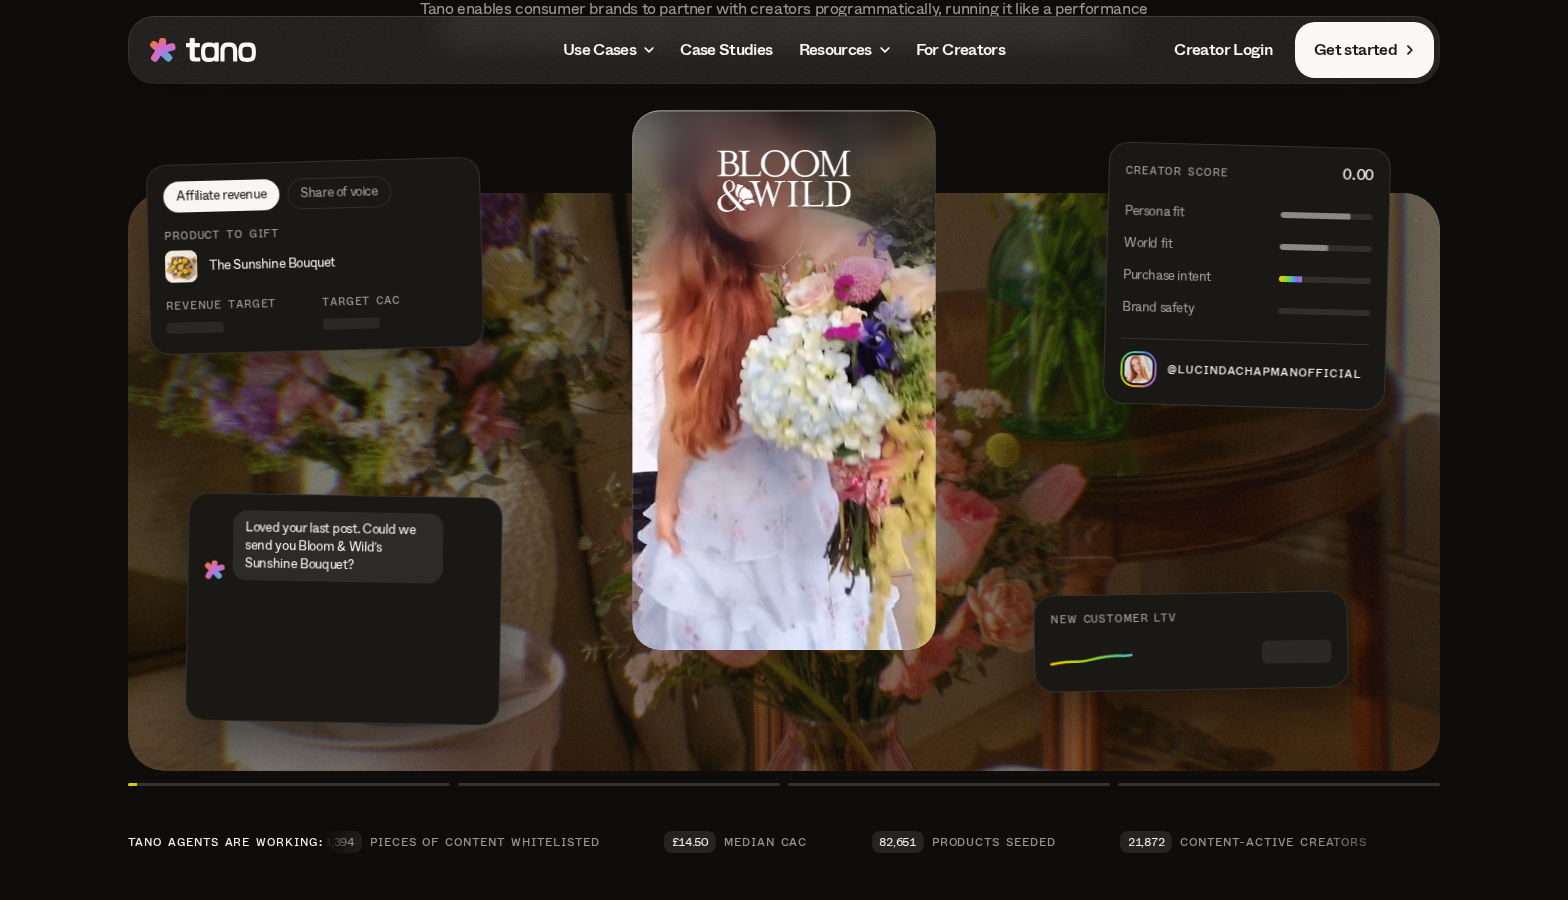 Tano enables consumer brands to partner with creators programmatically, running it like a performance
tano
Use Cases
Case Studies
Resources
For Creators
Creator Login
Get started
Affiliate revenue
Share of voice
PRODUCT TO GIFT
The Sunshine Bouquet
REVENUE TARGET
TARGET CAC
BLOOM
&WILD
CREATOR SCORE
0.00
Persona fit
World fit
Purchase intent
Brand safety
@LUCINDACHAPMANOFFICIAL
Loved your last post. Could we
send you Bloom & Wild's
Sunshine Bouquet?
NEW CUSTOMER LTV
TANO AGENTS ARE WORKING:
PIECES OF CONTENT WHITELISTED
£14.50 MEDIAN CAC
82,651 PRODUCTS SEEDED
21,872 CONTENT-ACTIVE CREATORS